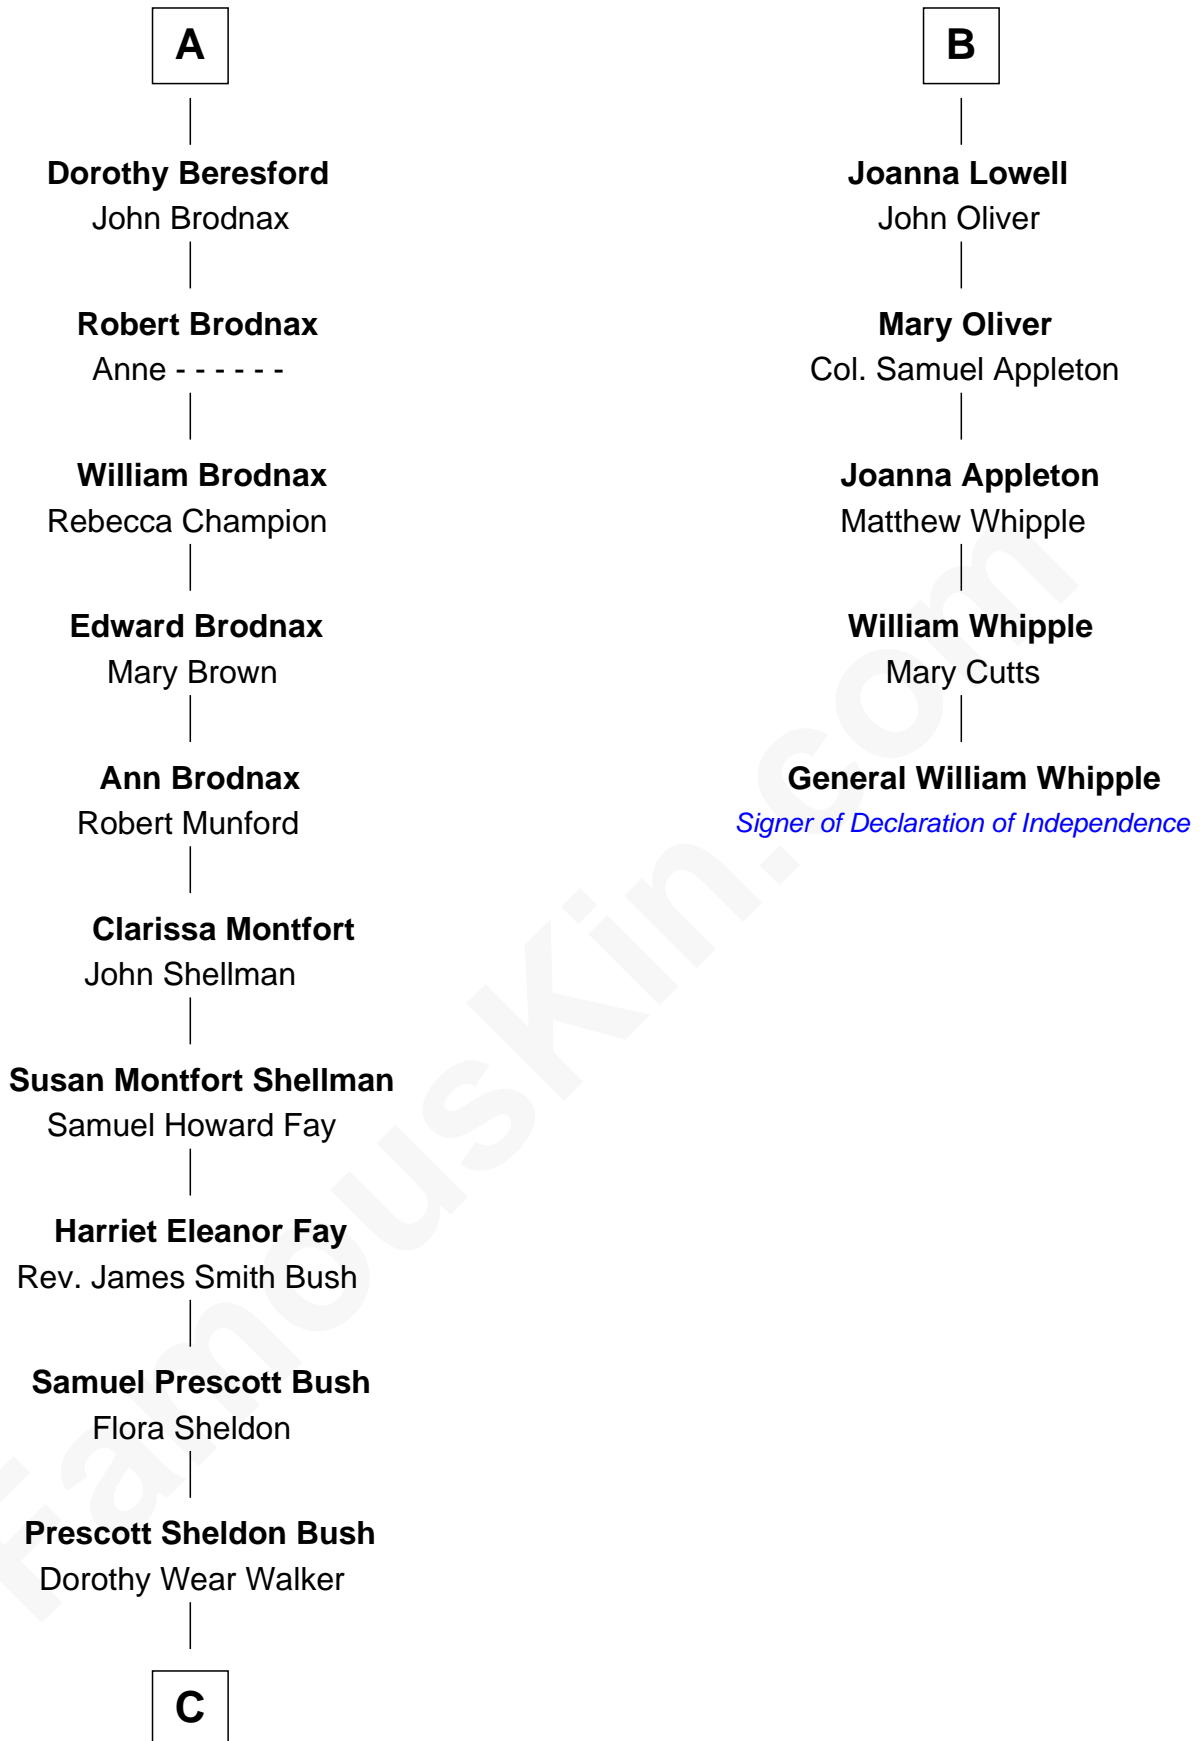 A
Dorothy Beresford
John Brodnax
Robert Brodnax
Anne - - - - - -
William Brodnax
Rebecca Champion
Edward Brodnax
Mary Brown
Ann Brodnax
Robert Munford
Clarissa Montfort
John Shellman
Susan Montfort Shellman
Samuel Howard Fay
Harriet Eleanor Fay
Rev. James Smith Bush
Samuel Prescott Bush
Flora Sheldon
Prescott Sheldon Bush
Dorothy Wear Walker
C
B
Joanna Lowell
John Oliver
Mary Oliver
Col. Samuel Appleton
Joanna Appleton
Matthew Whipple
William Whipple
Mary Cutts
General William Whipple
Signer of Declaration of Independence
FamousKin.com